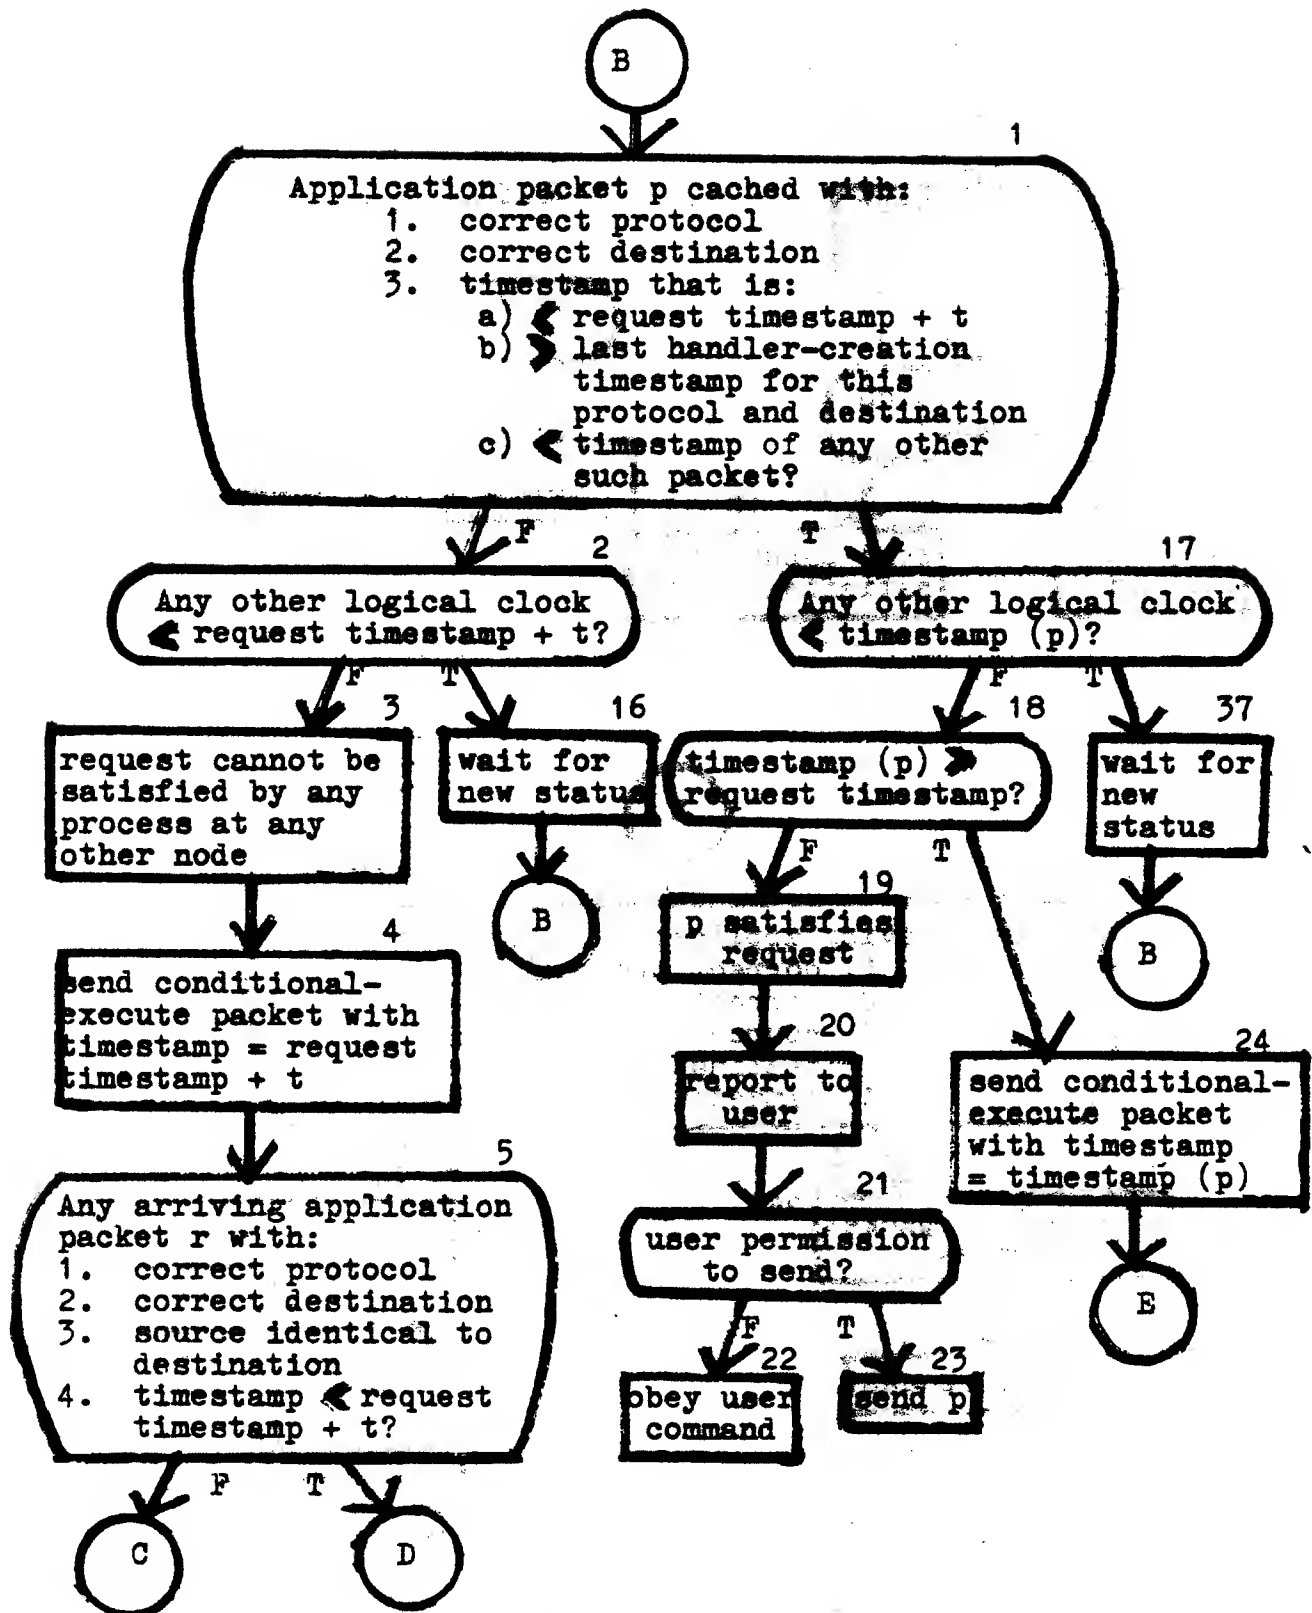 B
1
Application packet p cached with:
1. correct protocol
2. correct destination
3. timestamp that is:
a) < request timestamp + t
b) > last handler-creation
timestamp for this
protocol and destination
c) < timestamp of any other
such packet?
F
T
2
Any other logical clock
< request timestamp + t?
17
Any other logical clock
< timestamp (p)?
F
T
F
T
3
request cannot be
satisfied by any
process at any
other node
16
wait for
new status
B
18
timestamp (p) >
request timestamp?
37
wait for
new
status
B
F
T
4
send conditional-
execute packet with
timestamp = request
timestamp + t
19
p satisfies
request
20
report to
user
24
send conditional-
execute packet
with timestamp
= timestamp (p)
E
5
Any arriving application
packet r with:
1. correct protocol
2. correct destination
3. source identical to
destination
4. timestamp < request
timestamp + t?
F
T
C
D
21
user permission
to send?
F
T
22
obey user
command
23
send p